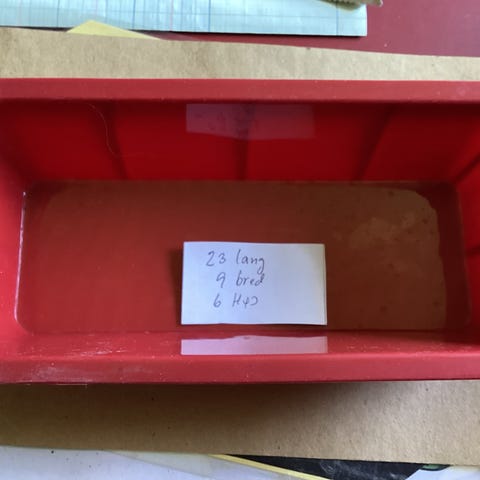 23 lang
9 bred
6 Høj